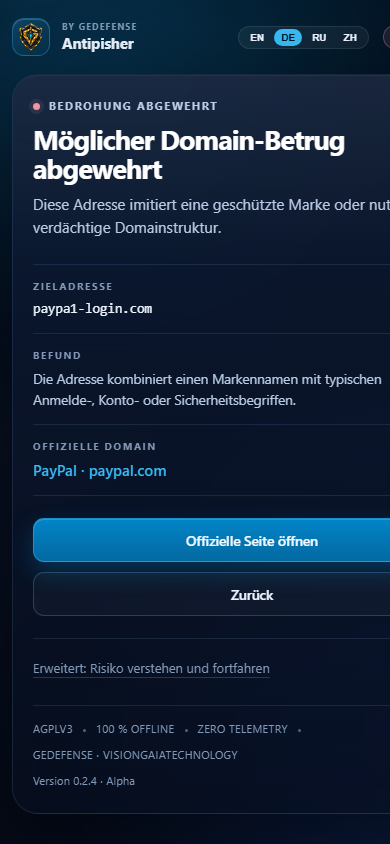 BY GEDEFENSE
Antipisher
EN DE RU ZH
BEDROHUNG ABGEWEHRT
Möglicher Domain-Betrug
abgewehrt
Diese Adresse imitiert eine geschützte Marke oder nut
verdächtige Domainstruktur.
ZIELADRESSE
paypa1-login.com
BEFUND
Die Adresse kombiniert einen Markennamen mit typischen
Anmelde-, Konto- oder Sicherheitsbegriffen.
OFFIZIELLE DOMAIN
PayPal · paypal.com
Offizielle Seite öffnen
Zurück
Erweitert: Risiko verstehen und fortfahren
AGPLV3 • 100 % OFFLINE • ZERO TELEMETRY •
GEDEFENSE · VISIONGAIATECHNOLOGY
Version 0.2.4 · Alpha